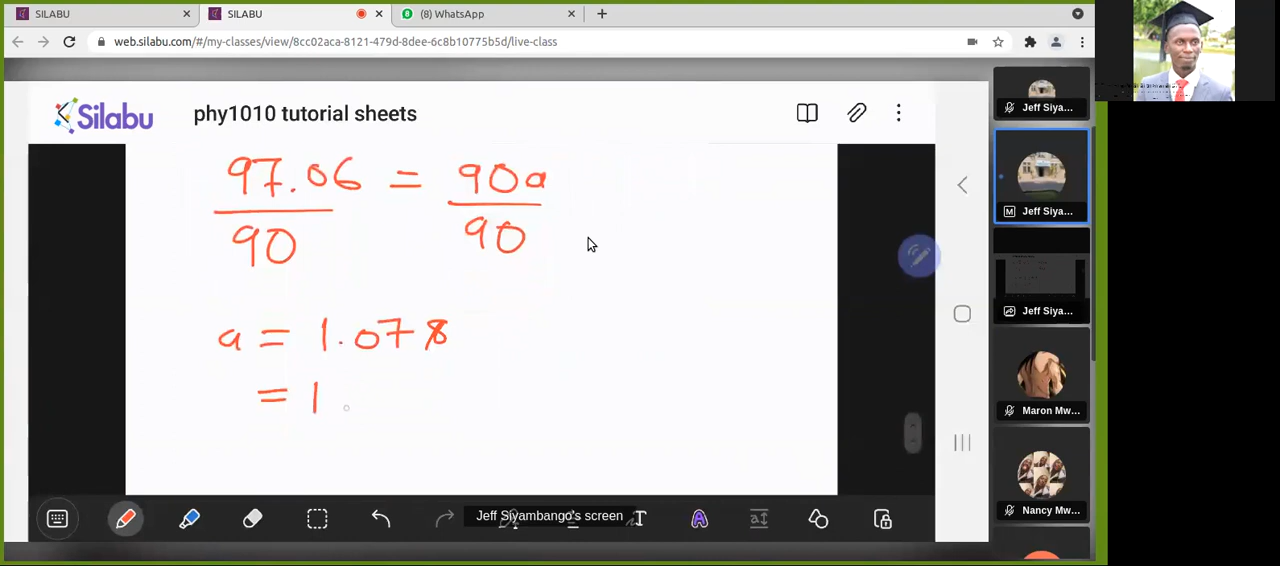 SILABU
SILABU
(8) WhatsApp
web.silabu.com/#/my-classes/view/8cc02aca-8121-479d-8dee-6c8b10775b5d/live-class
Silabu
phy1010 tutorial sheets
97.06 = 90a
90 90
a = 1.078
= 1
Jeff Siya...
M Jeff Siya...
Jeff Siya...
Maron Mw...
Nancy Mw...
Jeff Siyambango's screen
T
A
a